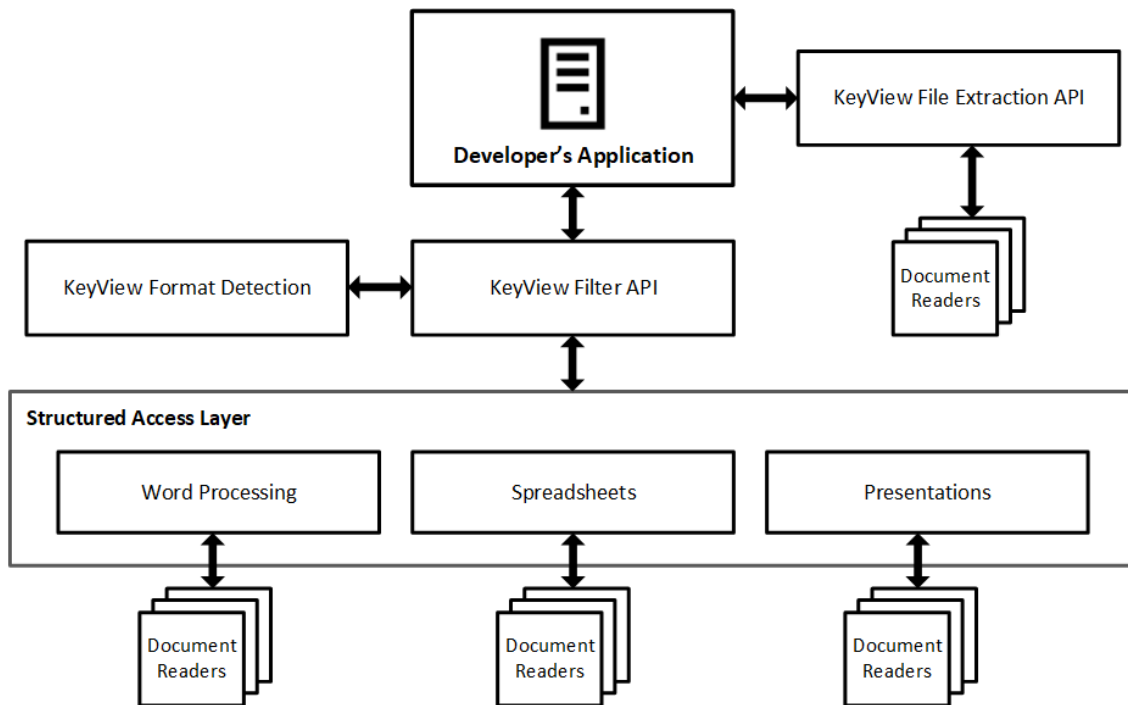 KeyView File Extraction API
Developer’s Application
KeyView Format Detection
KeyView Filter API
Document
Readers
Structured Access Layer
Word Processing
Spreadsheets
Presentations
Document
Readers
Document
Readers
Document
Readers